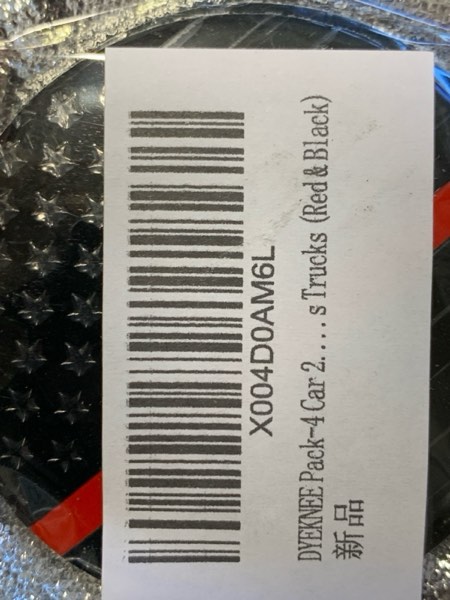 X004D0AM6L
DYEKNEE Pack-4 Car 2.... s Trucks (Red & Black)
新品